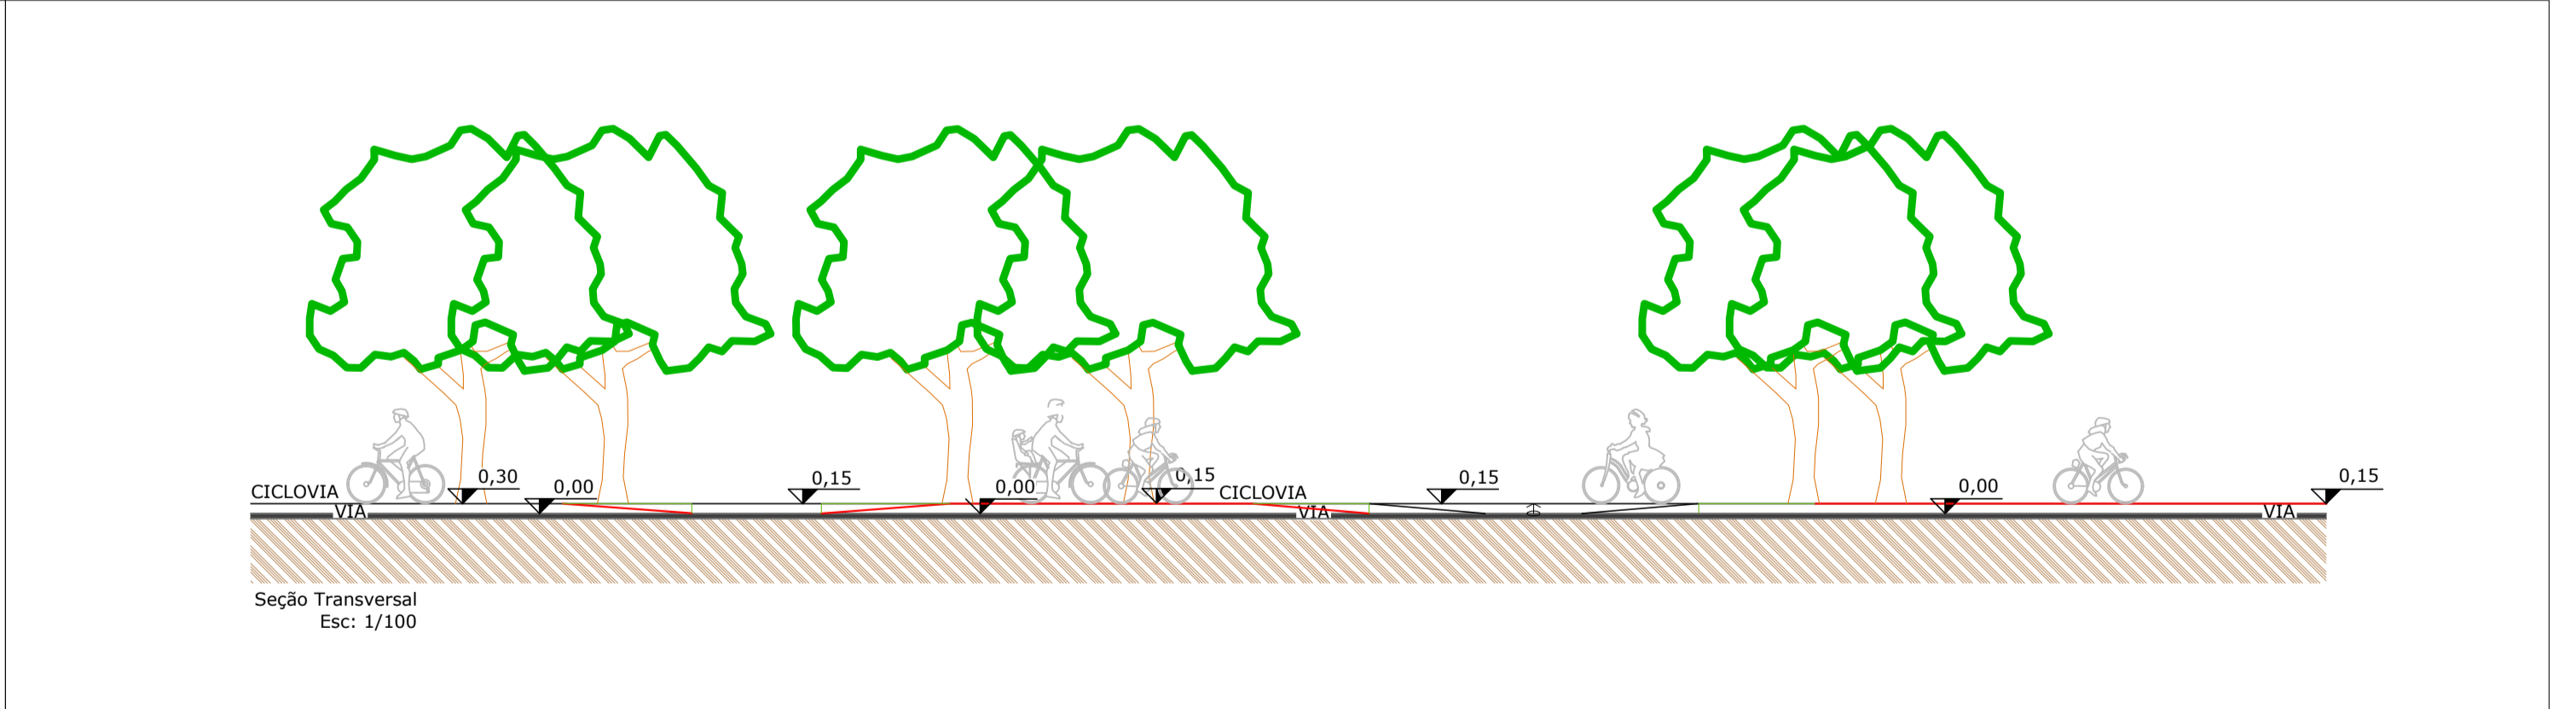 CICLOVIA
0,30
0,00
0,15
0,00
0,15
CICLOVIA
0,15
0,00
0,15
VIA
VIA
VIA
Seção Transversal
Esc: 1/100